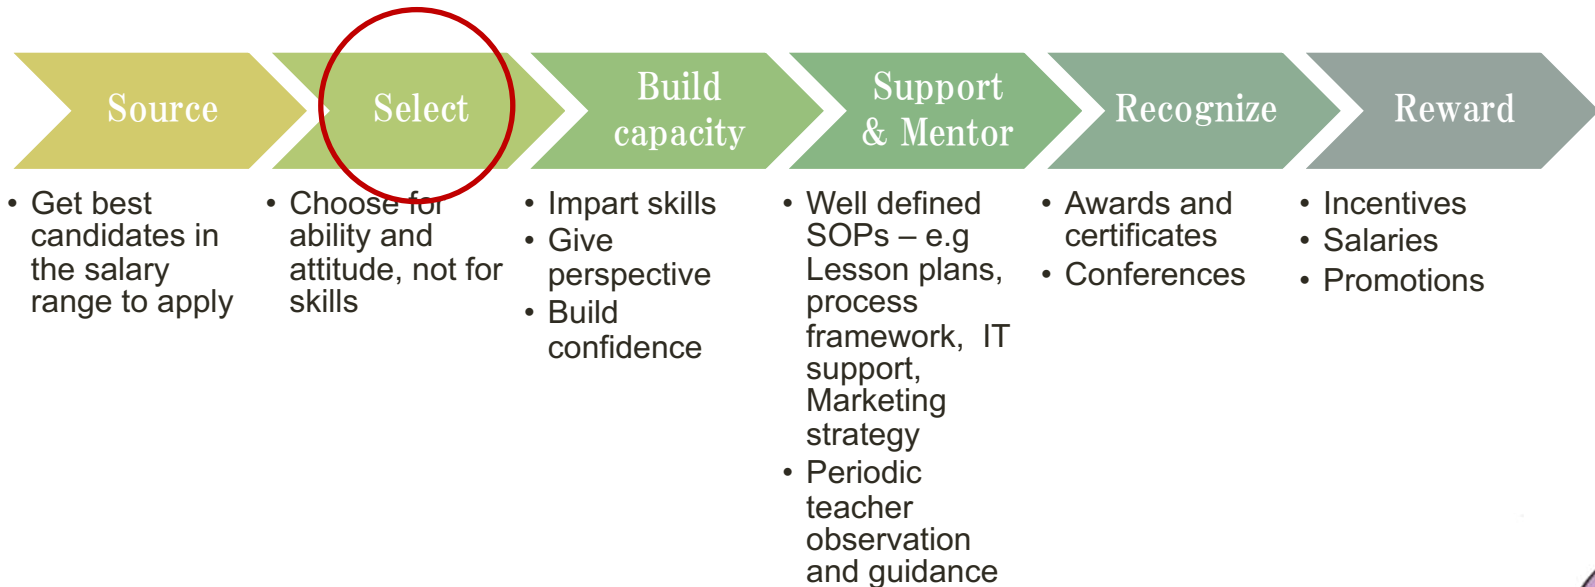 Source
Select
Build
capacity
Support
& Mentor
Recognize
Reward
• Get best
candidates in
the salary
range to apply
• Choose for
ability and
attitude, not for
skills
• Impart skills
• Give
perspective
• Build
confidence
• Well defined
SOPs – e.g
Lesson plans,
process
framework, IT
support,
Marketing
strategy
• Periodic
teacher
observation
and guidance
• Awards and
certificates
• Conferences
• Incentives
• Salaries
• Promotions